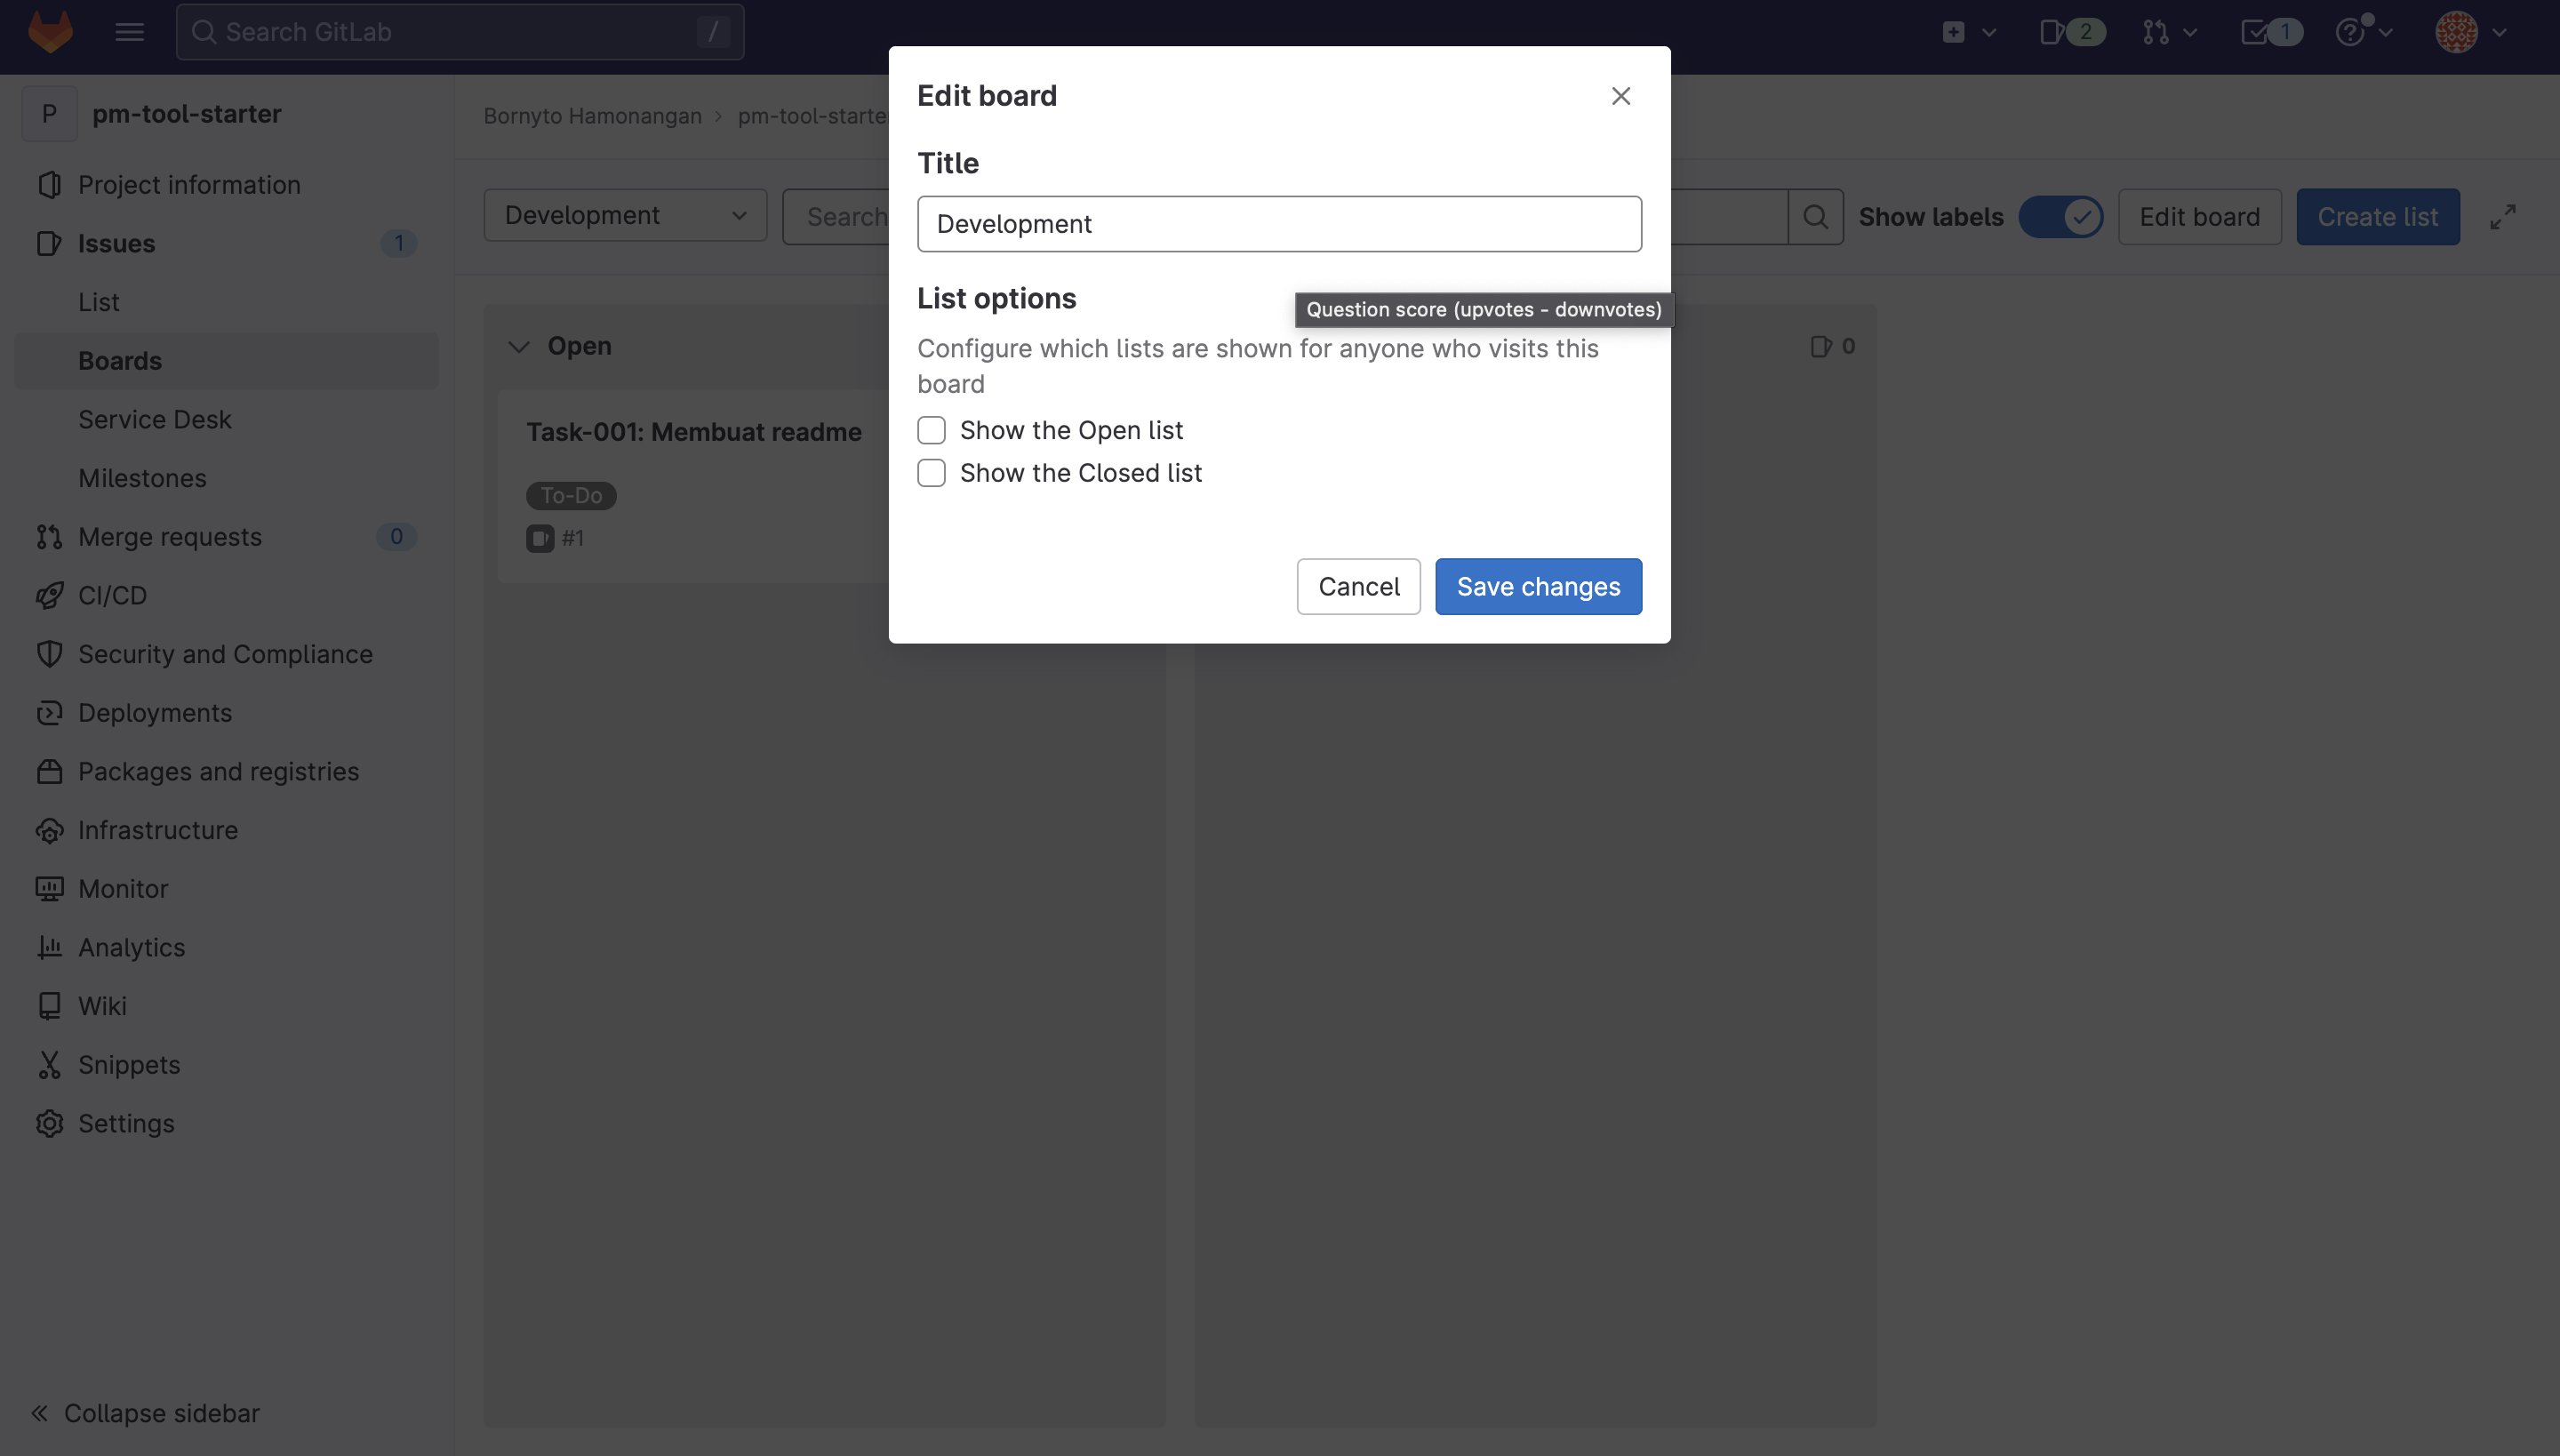 Search GitLab
/
2
1
P
pm-tool-starter
Project information
Issues
1
List
Boards
Service Desk
Milestones
Merge requests
0
CI/CD
Security and Compliance
Deployments
Packages and registries
Infrastructure
Monitor
Analytics
Wiki
Snippets
Settings
Collapse sidebar
Bornyto Hamonangan
pm-tool-starte
Development
Search
Show labels
Edit board
Create list
Open
Task-001: Membuat readme
To-Do
#1
0
Edit board
Title
Development
List options
Question score (upvotes - downvotes)
Configure which lists are shown for anyone who visits this
board
Show the Open list
Show the Closed list
Cancel
Save changes